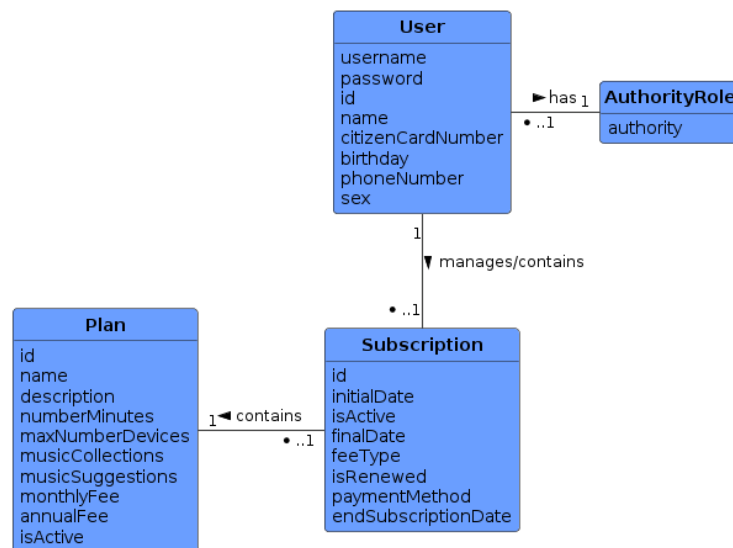 User
username
password
id
name
citizenCardNumber
birthday
phoneNumber
sex
has 1
• ..1
AuthorityRole
authority
1
manages/contains
• ..1
Plan
id
name
description
numberMinutes
maxNumberDevices
musicCollections
musicSuggestions
monthlyFee
annualFee
isActive
1 contains
• ..1
Subscription
id
initialDate
isActive
finalDate
feeType
isRenewed
paymentMethod
endSubscriptionDate